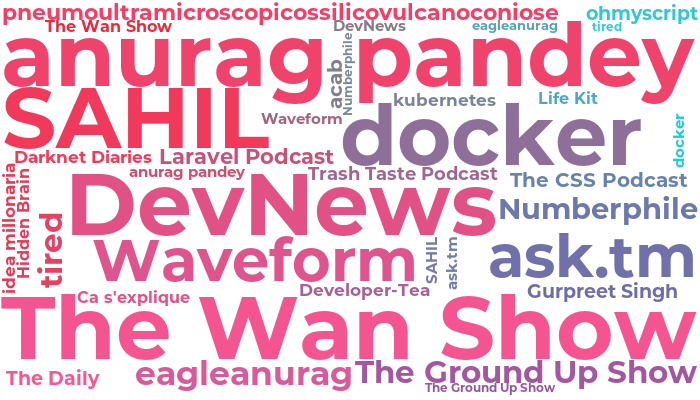 pneumoultramicroscopicossilicovulcanoconiose
ohmyscript
The Wan Show
DevNews
eagleanurag
tired
anurag pandey
acab
Numberphile
SAHIL
kubernetes
Life Kit
Waveform
docker
docker
Darknet Diaries
Laravel Podcast
anurag pandey
Trash Taste Podcast
The CSS Podcast
idea millonaria
Hidden Brain
tired
DevNews
Numberphile
Waveform
SAHIL
ask.tm
ask.tm
Ca s'explique
Developer-Tea
Gurpreet Singh
The Wan Show
The Daily
eagleanurag
The Ground Up Show
The Ground Up Show